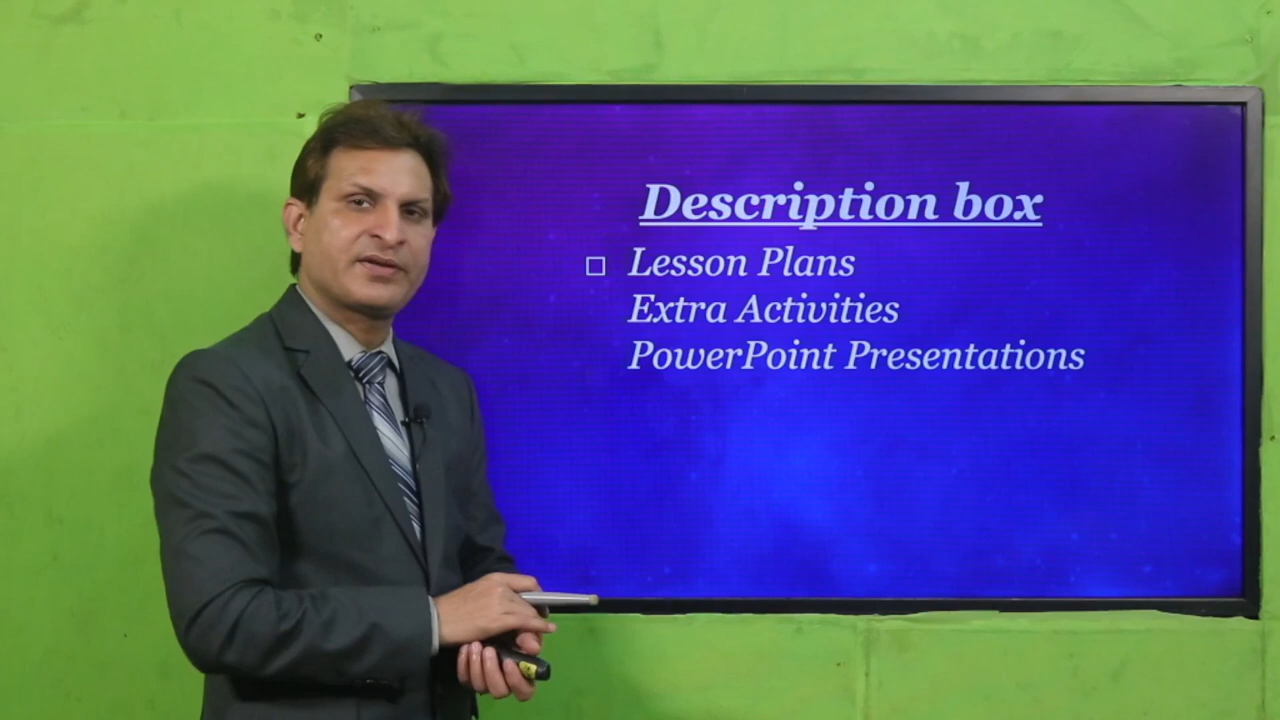 Description box
□ Lesson Plans
Extra Activities
PowerPoint Presentations